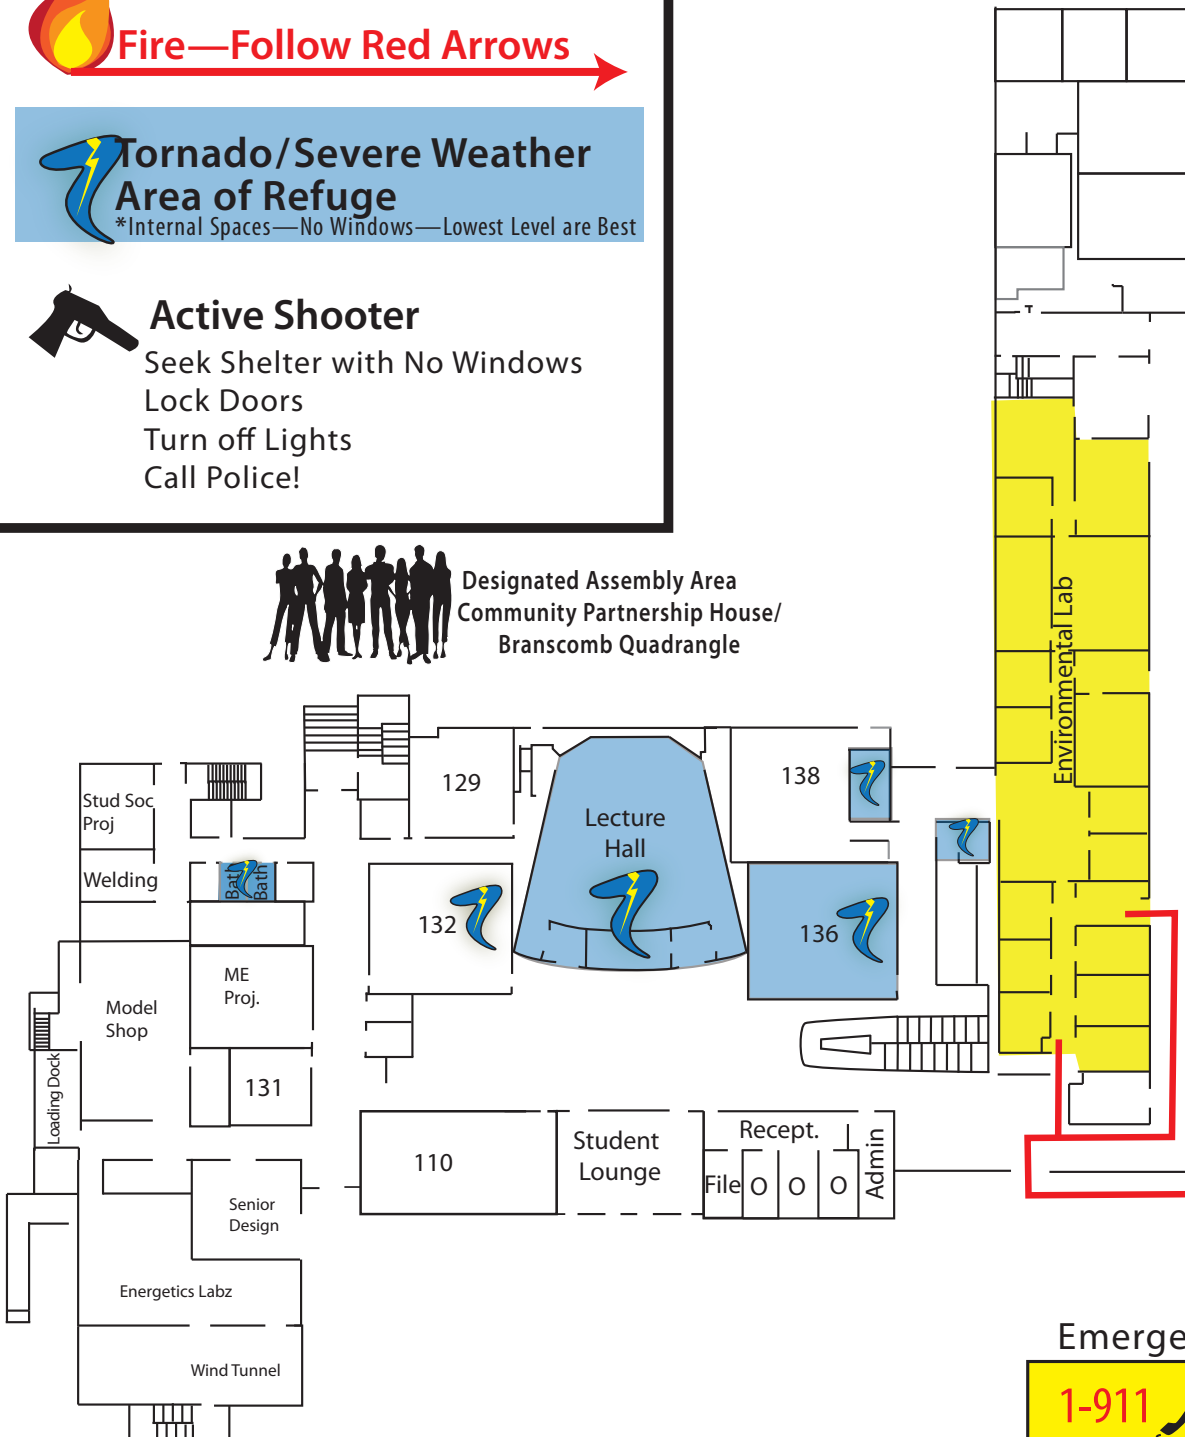 Fire—Follow Red Arrows
Tornado/Severe Weather
Area of Refuge
*Internal Spaces—No Windows—Lowest Level are Best
Active Shooter
Seek Shelter with No Windows
Lock Doors
Turn off Lights
Call Police!
Designated Assembly Area
Community Partnership House/
Branscomb Quadrangle
Environmental Lab
129
138
Stud Soc
Proj
Lecture
Hall
Welding
Bath
Bath
132
136
ME
Proj.
Model
Shop
Loading Dock
131
110
Student
Lounge
Recept.
File
O
O
O
Admin
Senior
Design
Energetics Labz
Wind Tunnel
Emerge
1-911